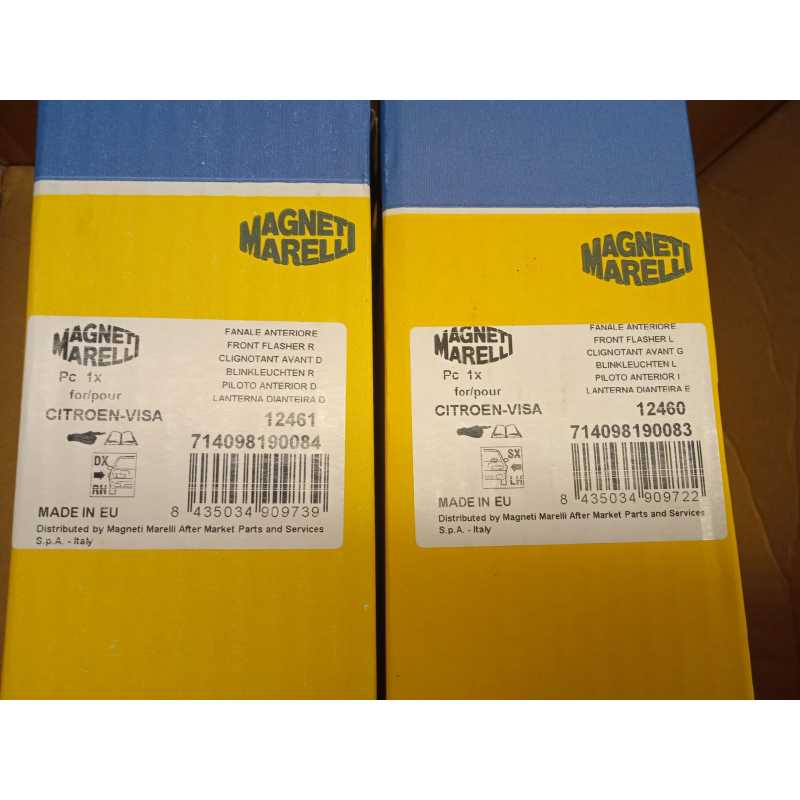 MAGNETI
MARELLI
MAGNETI
MARELLI
Pc 1x
for/pour
CITROEN-VISA
FANALE ANTERIORE
FRONT FLASHER R
CLIGNOTANT AVANT D
BLINKLEUCHTEN R
PILOTO ANTERIOR D
LANTERNA DIANTEIRA D
12461
714098190084
DX
RH
8 435034 909739
MADE IN EU
Distributed by Magneti Marelli After Market Parts and Services
S.p.A. - Italy
MAGNETI
MARELLI
MAGNETI
MARELLI
Pc 1x
for/pour
CITROEN-VISA
FANALE ANTERIORE
FRONT FLASHER L
CLIGNOTANT AVANT G
BLINKLEUCHTEN L
PILOTO ANTERIOR I
LANTERNA DIANTEIRA E
12460
714098190083
SX
LH
8 435034 909722
MADE IN EU
Distributed by Magneti Marelli After Market Parts and Services
S.p.A. - Italy